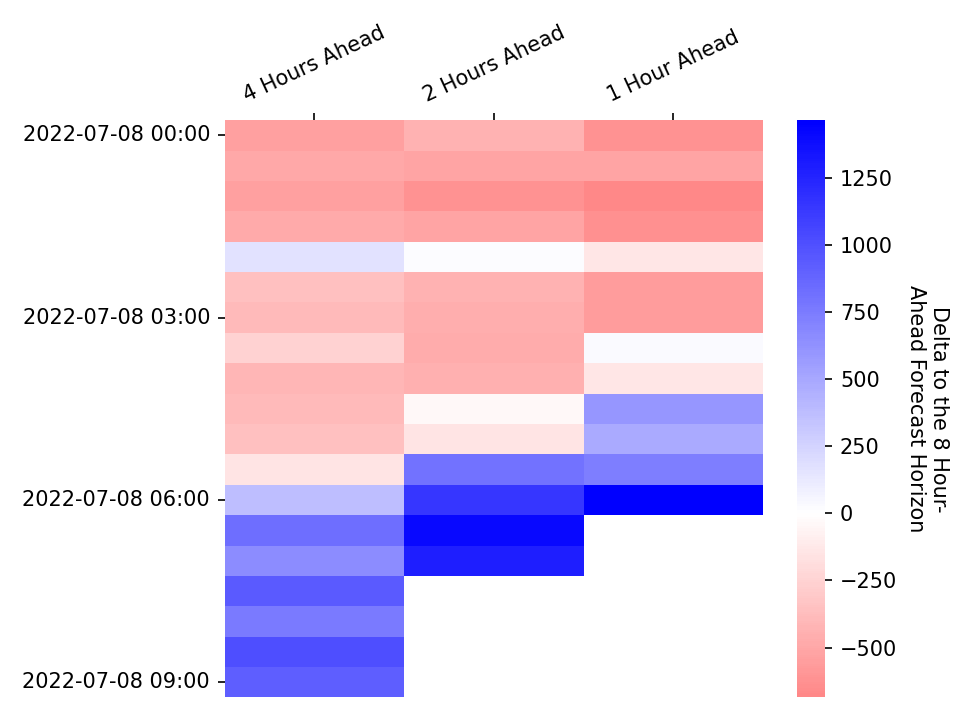 4 Hours Ahead
2 Hours Ahead
1 Hour Ahead
2022-07-08 00:00
2022-07-08 03:00
2022-07-08 06:00
2022-07-08 09:00
1250
1000
750
500
250
0
−250
−500
Delta to the 8 Hour-
Ahead Forecast Horizon